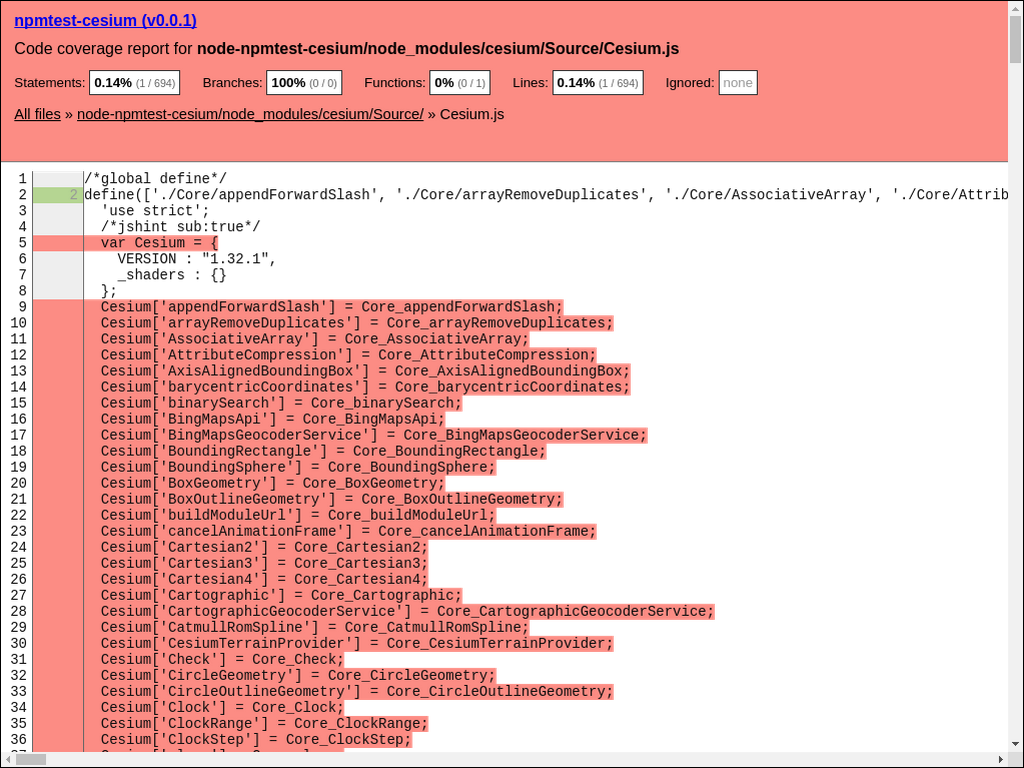 npmtest-cesium (v0.0.1)
Code coverage report for node-npmtest-cesium/node_modules/cesium/Source/Cesium.js
Statements: 0.14% (1 / 694) Branches: 100% (0 / 0) Functions: 0% (0 / 1) Lines: 0.14% (1 / 694) Ignored: none
All files » node-npmtest-cesium/node_modules/cesium/Source/ » Cesium.js
1 /*global define*/
2 2 define(['./Core/appendForwardSlash', './Core/arrayRemoveDuplicates', './Core/AssociativeArray', './Core/Attrib
3 'use strict';
4 /*jshint sub:true*/
5 var Cesium = {
6 VERSION : "1.32.1",
7 _shaders : {}
8 };
9 Cesium['appendForwardSlash'] = Core_appendForwardSlash;
10 Cesium['arrayRemoveDuplicates'] = Core_arrayRemoveDuplicates;
11 Cesium['AssociativeArray'] = Core_AssociativeArray;
12 Cesium['AttributeCompression'] = Core_AttributeCompression;
13 Cesium['AxisAlignedBoundingBox'] = Core_AxisAlignedBoundingBox;
14 Cesium['barycentricCoordinates'] = Core_barycentricCoordinates;
15 Cesium['binarySearch'] = Core_binarySearch;
16 Cesium['BingMapsApi'] = Core_BingMapsApi;
17 Cesium['BingMapsGeocoderService'] = Core_BingMapsGeocoderService;
18 Cesium['BoundingRectangle'] = Core_BoundingRectangle;
19 Cesium['BoundingSphere'] = Core_BoundingSphere;
20 Cesium['BoxGeometry'] = Core_BoxGeometry;
21 Cesium['BoxOutlineGeometry'] = Core_BoxOutlineGeometry;
22 Cesium['buildModuleUrl'] = Core_buildModuleUrl;
23 Cesium['cancelAnimationFrame'] = Core_cancelAnimationFrame;
24 Cesium['Cartesian2'] = Core_Cartesian2;
25 Cesium['Cartesian3'] = Core_Cartesian3;
26 Cesium['Cartesian4'] = Core_Cartesian4;
27 Cesium['Cartographic'] = Core_Cartographic;
28 Cesium['CartographicGeocoderService'] = Core_CartographicGeocoderService;
29 Cesium['CatmullRomSpline'] = Core_CatmullRomSpline;
30 Cesium['CesiumTerrainProvider'] = Core_CesiumTerrainProvider;
31 Cesium['Check'] = Core_Check;
32 Cesium['CircleGeometry'] = Core_CircleGeometry;
33 Cesium['CircleOutlineGeometry'] = Core_CircleOutlineGeometry;
34 Cesium['Clock'] = Core_Clock;
35 Cesium['ClockRange'] = Core_ClockRange;
36 Cesium['ClockStep'] = Core_ClockStep;